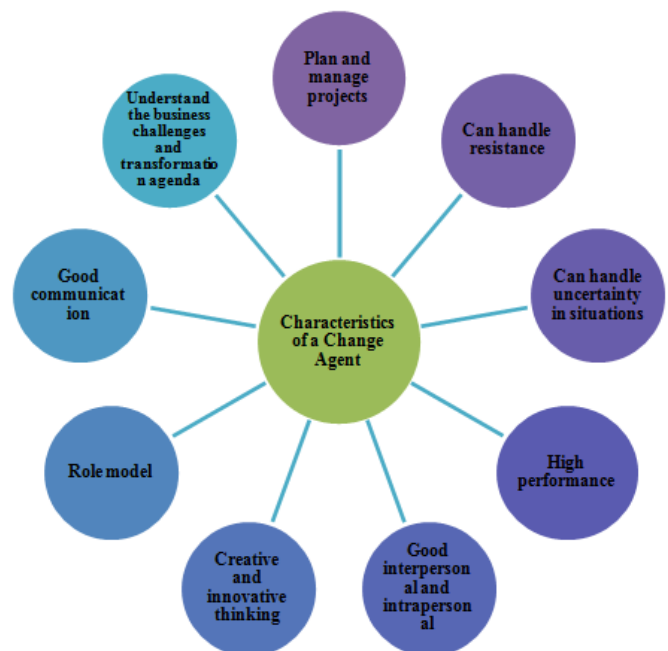 Plan and
manage
projects
Can handle
resistance
Can handle
uncertainty
in situations
High
performance
Good
interperson
al and
intraperson
al
Creative
and
innovative
thinking
Role model
Good
communicat
ion
Understand
the business
challenges
and
transformatio
n agenda
Characteristics
of a Change
Agent